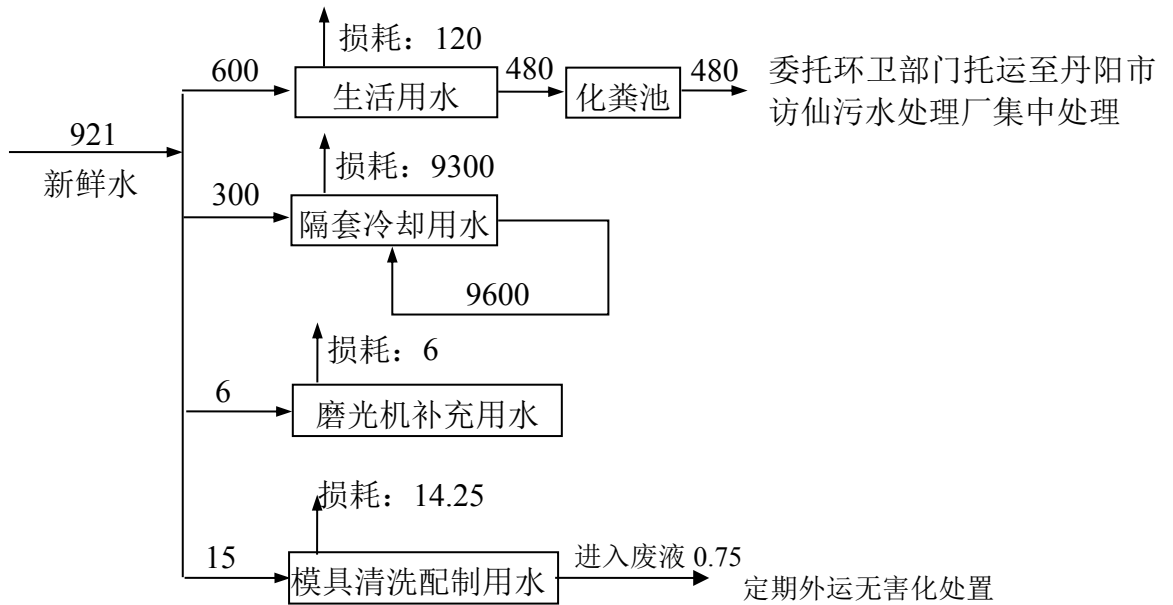 损耗：120
600
生活用水
480
化粪池
480
委托环卫部门托运至丹阳市
访仙污水处理厂集中处理
921
新鲜水
损耗：9300
300
隔套冷却用水
9600
损耗：6
6
磨光机补充用水
损耗：14.25
15
模具清洗配制用水
进入废液 0.75
定期外运无害化处置